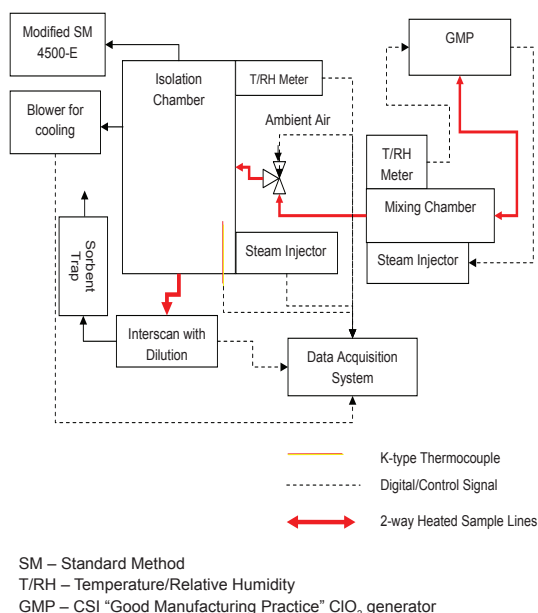 Modified SM
4500-E
Isolation
Chamber
T/RH Meter
GMP
Blower for
cooling
Ambient Air
T/RH
Meter
Mixing Chamber
Steam Injector
Steam Injector
Sorbent
Trap
Interscan with
Dilution
Data Acquisition
System
K-type Thermocouple
Digital/Control Signal
2-way Heated Sample Lines
SM – Standard Method
T/RH – Temperature/Relative Humidity
GMP – CSI “Good Manufacturing Practice” ClO₂ generator